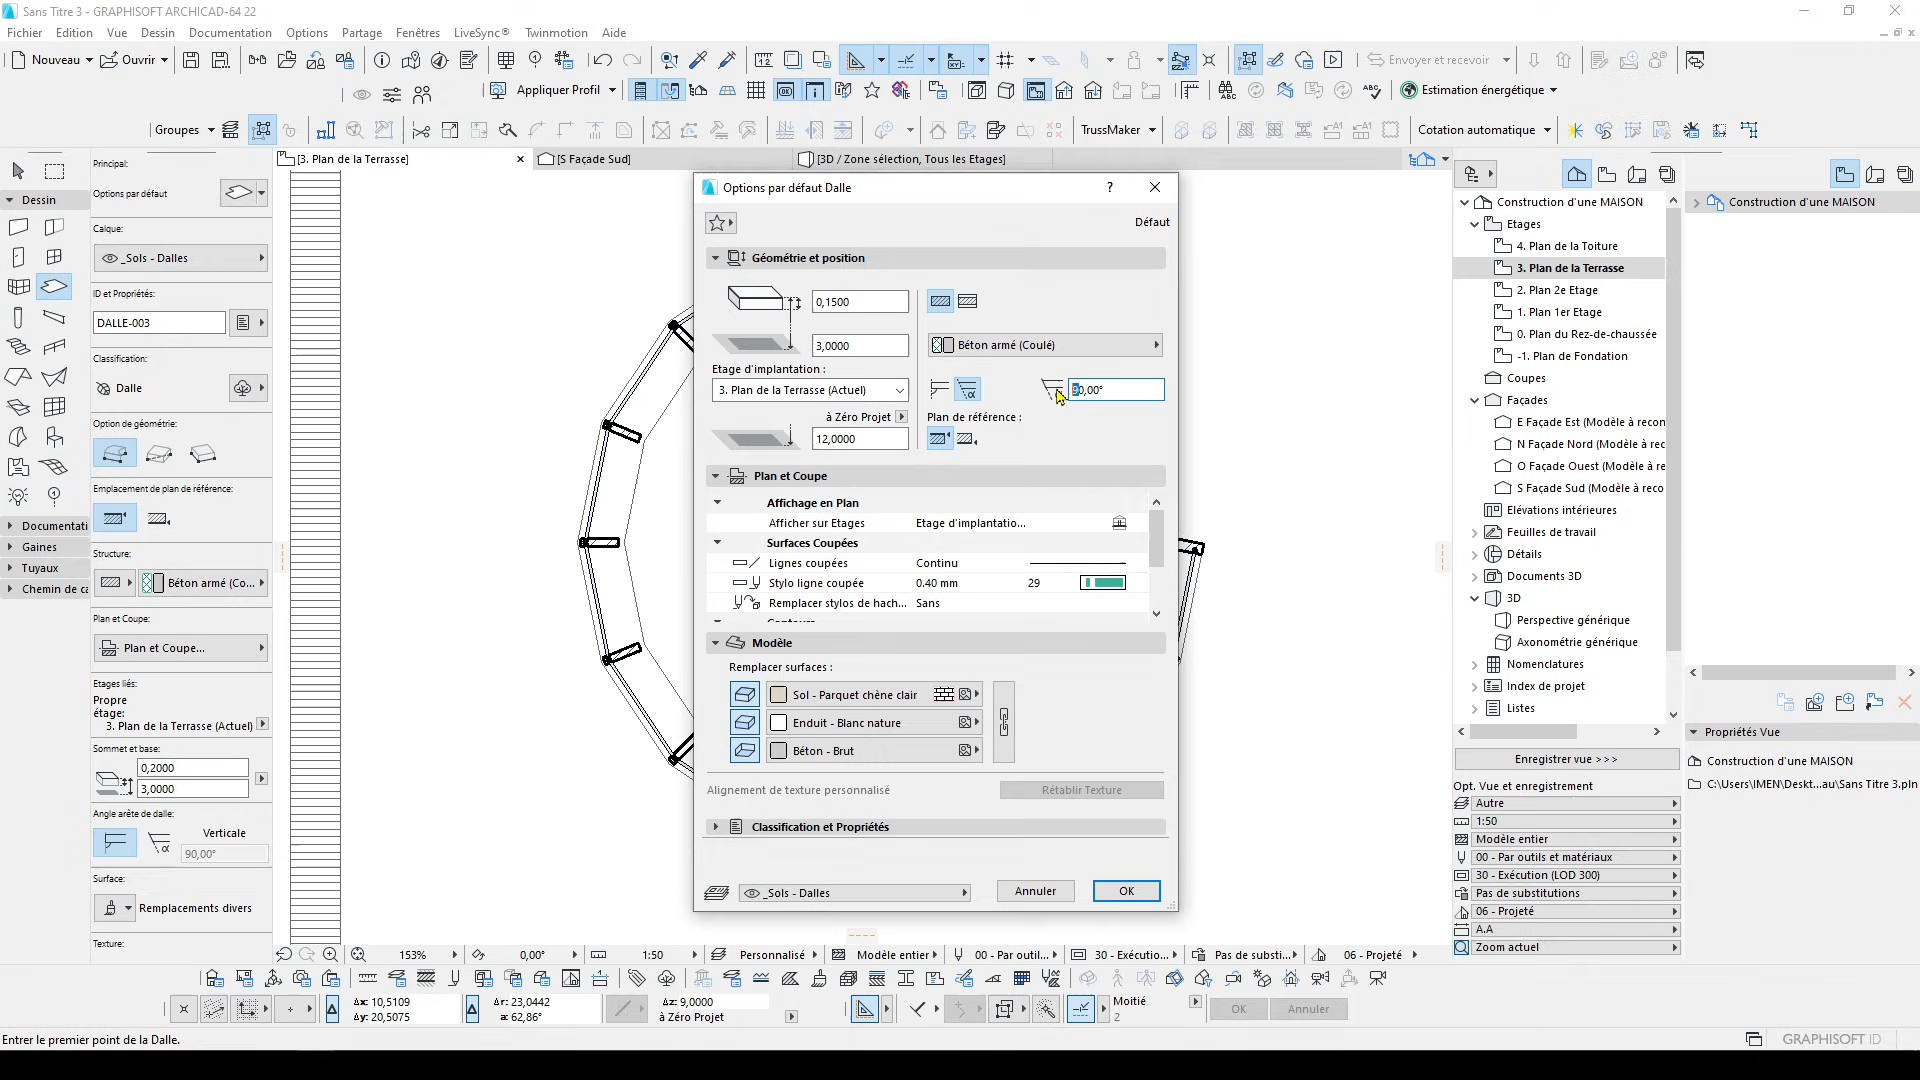 Sans Titre 3 - GRAPHISOFT ARCHICAD-64 22
Fichier Edition Vue Dessin Documentation Options Partage Fenêtres LiveSync® Twinmotion Aide
Nouveau Ouvrir Envoyer et recevoir
Appliquer Profil Estimation énergétique
Groupes TrussMaker Cotation automatique
[3. Plan de la Terrasse] [S Façade Sud] [3D / Zone sélection, Tous les Etages]
Dessin
Documentati
Gaines
Tuyaux
Chemin de ca
Principal:
Options par défaut
Calque:
_Sols - Dalles
ID et Propriétés:
DALLE-003
Classification:
Dalle
Option de géométrie:
Emplacement de plan de référence:
Structure:
Béton armé (Co...
Plan et Coupe:
Plan et Coupe...
Etages liés:
Propre
étage:
3. Plan de la Terrasse (Actuel)
Sommet et base:
0,2000
3,0000
Angle arête de dalle:
Verticale
90,00°
Surface:
Remplacements divers
Texture:
Options par défaut Dalle ?
Défaut
Géométrie et position
0,1500
3,0000
Béton armé (Coulé)
Etage d'implantation :
3. Plan de la Terrasse (Actuel)
90,00°
à Zéro Projet
Plan de référence :
12,0000
Plan et Coupe
Affichage en Plan
Afficher sur Etages Etage d'implantatio...
Surfaces Coupées
Lignes coupées Continu
Stylo ligne coupée 0.40 mm 29
Remplacer stylos de hach... Sans
Modèle
Remplacer surfaces :
Sol - Parquet chêne clair
Enduit - Blanc nature
Béton - Brut
Alignement de texture personnalisé Rétablir Texture
Classification et Propriétés
_Sols - Dalles Annuler OK
Construction d'une MAISON
Etages
4. Plan de la Toiture
3. Plan de la Terrasse
2. Plan 2e Etage
1. Plan 1er Etage
0. Plan du Rez-de-chaussée
-1. Plan de Fondation
Coupes
Façades
E Façade Est (Modèle à recon
N Façade Nord (Modèle à rec
O Façade Ouest (Modèle à re
S Façade Sud (Modèle à reco
Elévations intérieures
Feuilles de travail
Détails
Documents 3D
3D
Perspective générique
Axonométrie générique
Nomenclatures
Index de projet
Listes
Enregistrer vue >>>
Opt. Vue et enregistrement
Autre
1:50
Modèle entier
00 - Par outils et matériaux
30 - Exécution (LOD 300)
Pas de substitutions
06 - Projeté
A.A
Zoom actuel
Construction d'une MAISON
Propriétés Vue
Construction d'une MAISON
C:\Users\IMEN\Deskt...au\Sans Titre 3.pln
153% 0,00° 1:50 Personnalisé Modèle entier 00 - Par outil... 30 - Exécutio... Pas de substi... 06 - Projeté
Δx: 10,5109
Δy: 20,5075
Δr: 23,0442
a: 62,86°
Δz: 9,0000
à Zéro Projet
Moitié
2
OK Annuler
Entrer le premier point de la Dalle.
GRAPHISOFT ID